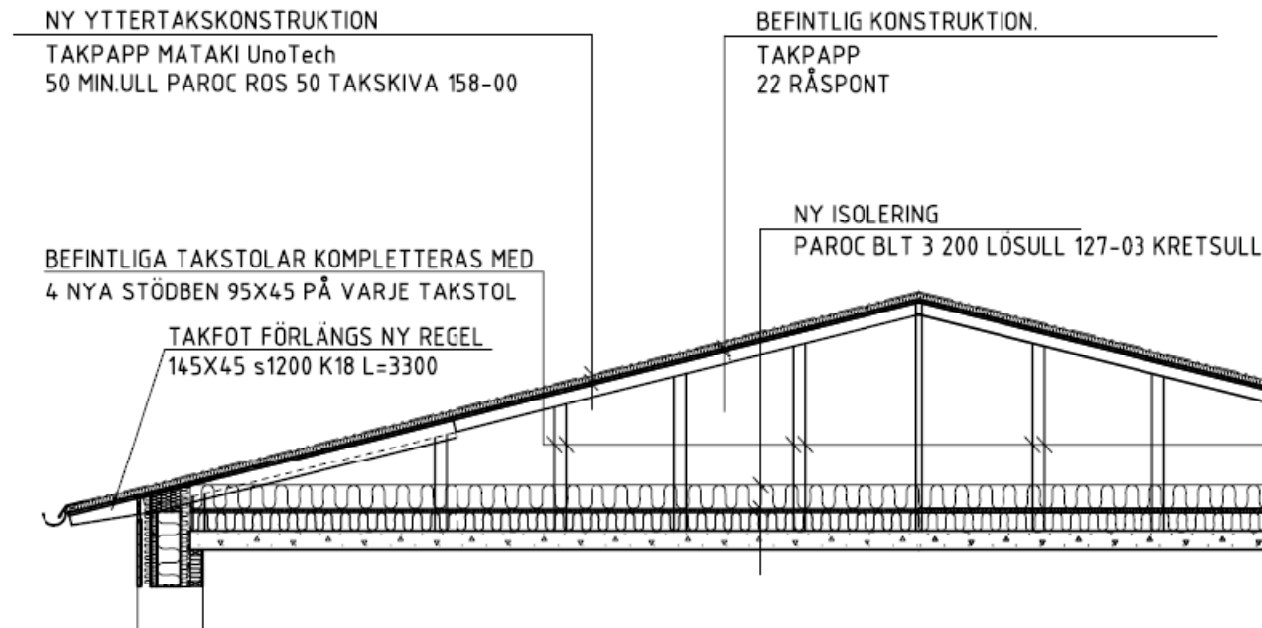 NY YTTERTAKSKONSTRUKTION
TAKPAPP MATAKI UnoTech
50 MIN.ULL PAROC ROS 50 TAKSKIVA 158-00
BEFINTLIG KONSTRUKTION.
TAKPAPP
22 RÅSPONT
NY ISOLERING
PAROC BLT 3 200 LÖSULL 127-03 KRETSULL
BEFINTLIGA TAKSTOLAR KOMPLETTERAS MED
4 NYA STÖDBEN 95X45 PÅ VARJE TAKSTOL
TAKFOT FÖRLÄNGS NY REGEL
145X45 s1200 K18 L=3300